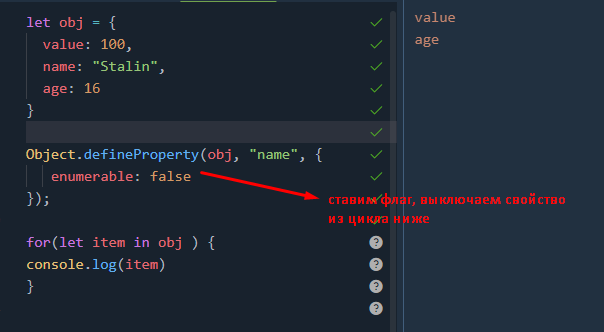 let obj = {
value: 100,
name: "Stalin",
age: 16
}
Object.defineProperty(obj, "name", {
enumerable: false
});
for(let item in obj ) {
console.log(item)
}
ставим флаг, выключаем свойство
из цикла ниже
value
age